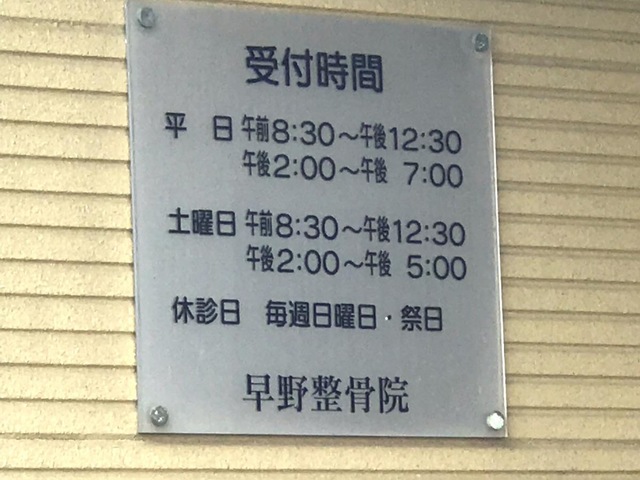 受付時間
平 日 午前8:30～午後12:30
午後2:00～午後 7:00
土曜日 午前8:30～午後12:30
午後2:00～午後 5:00
休診日 毎週日曜日・祭日
早野整骨院